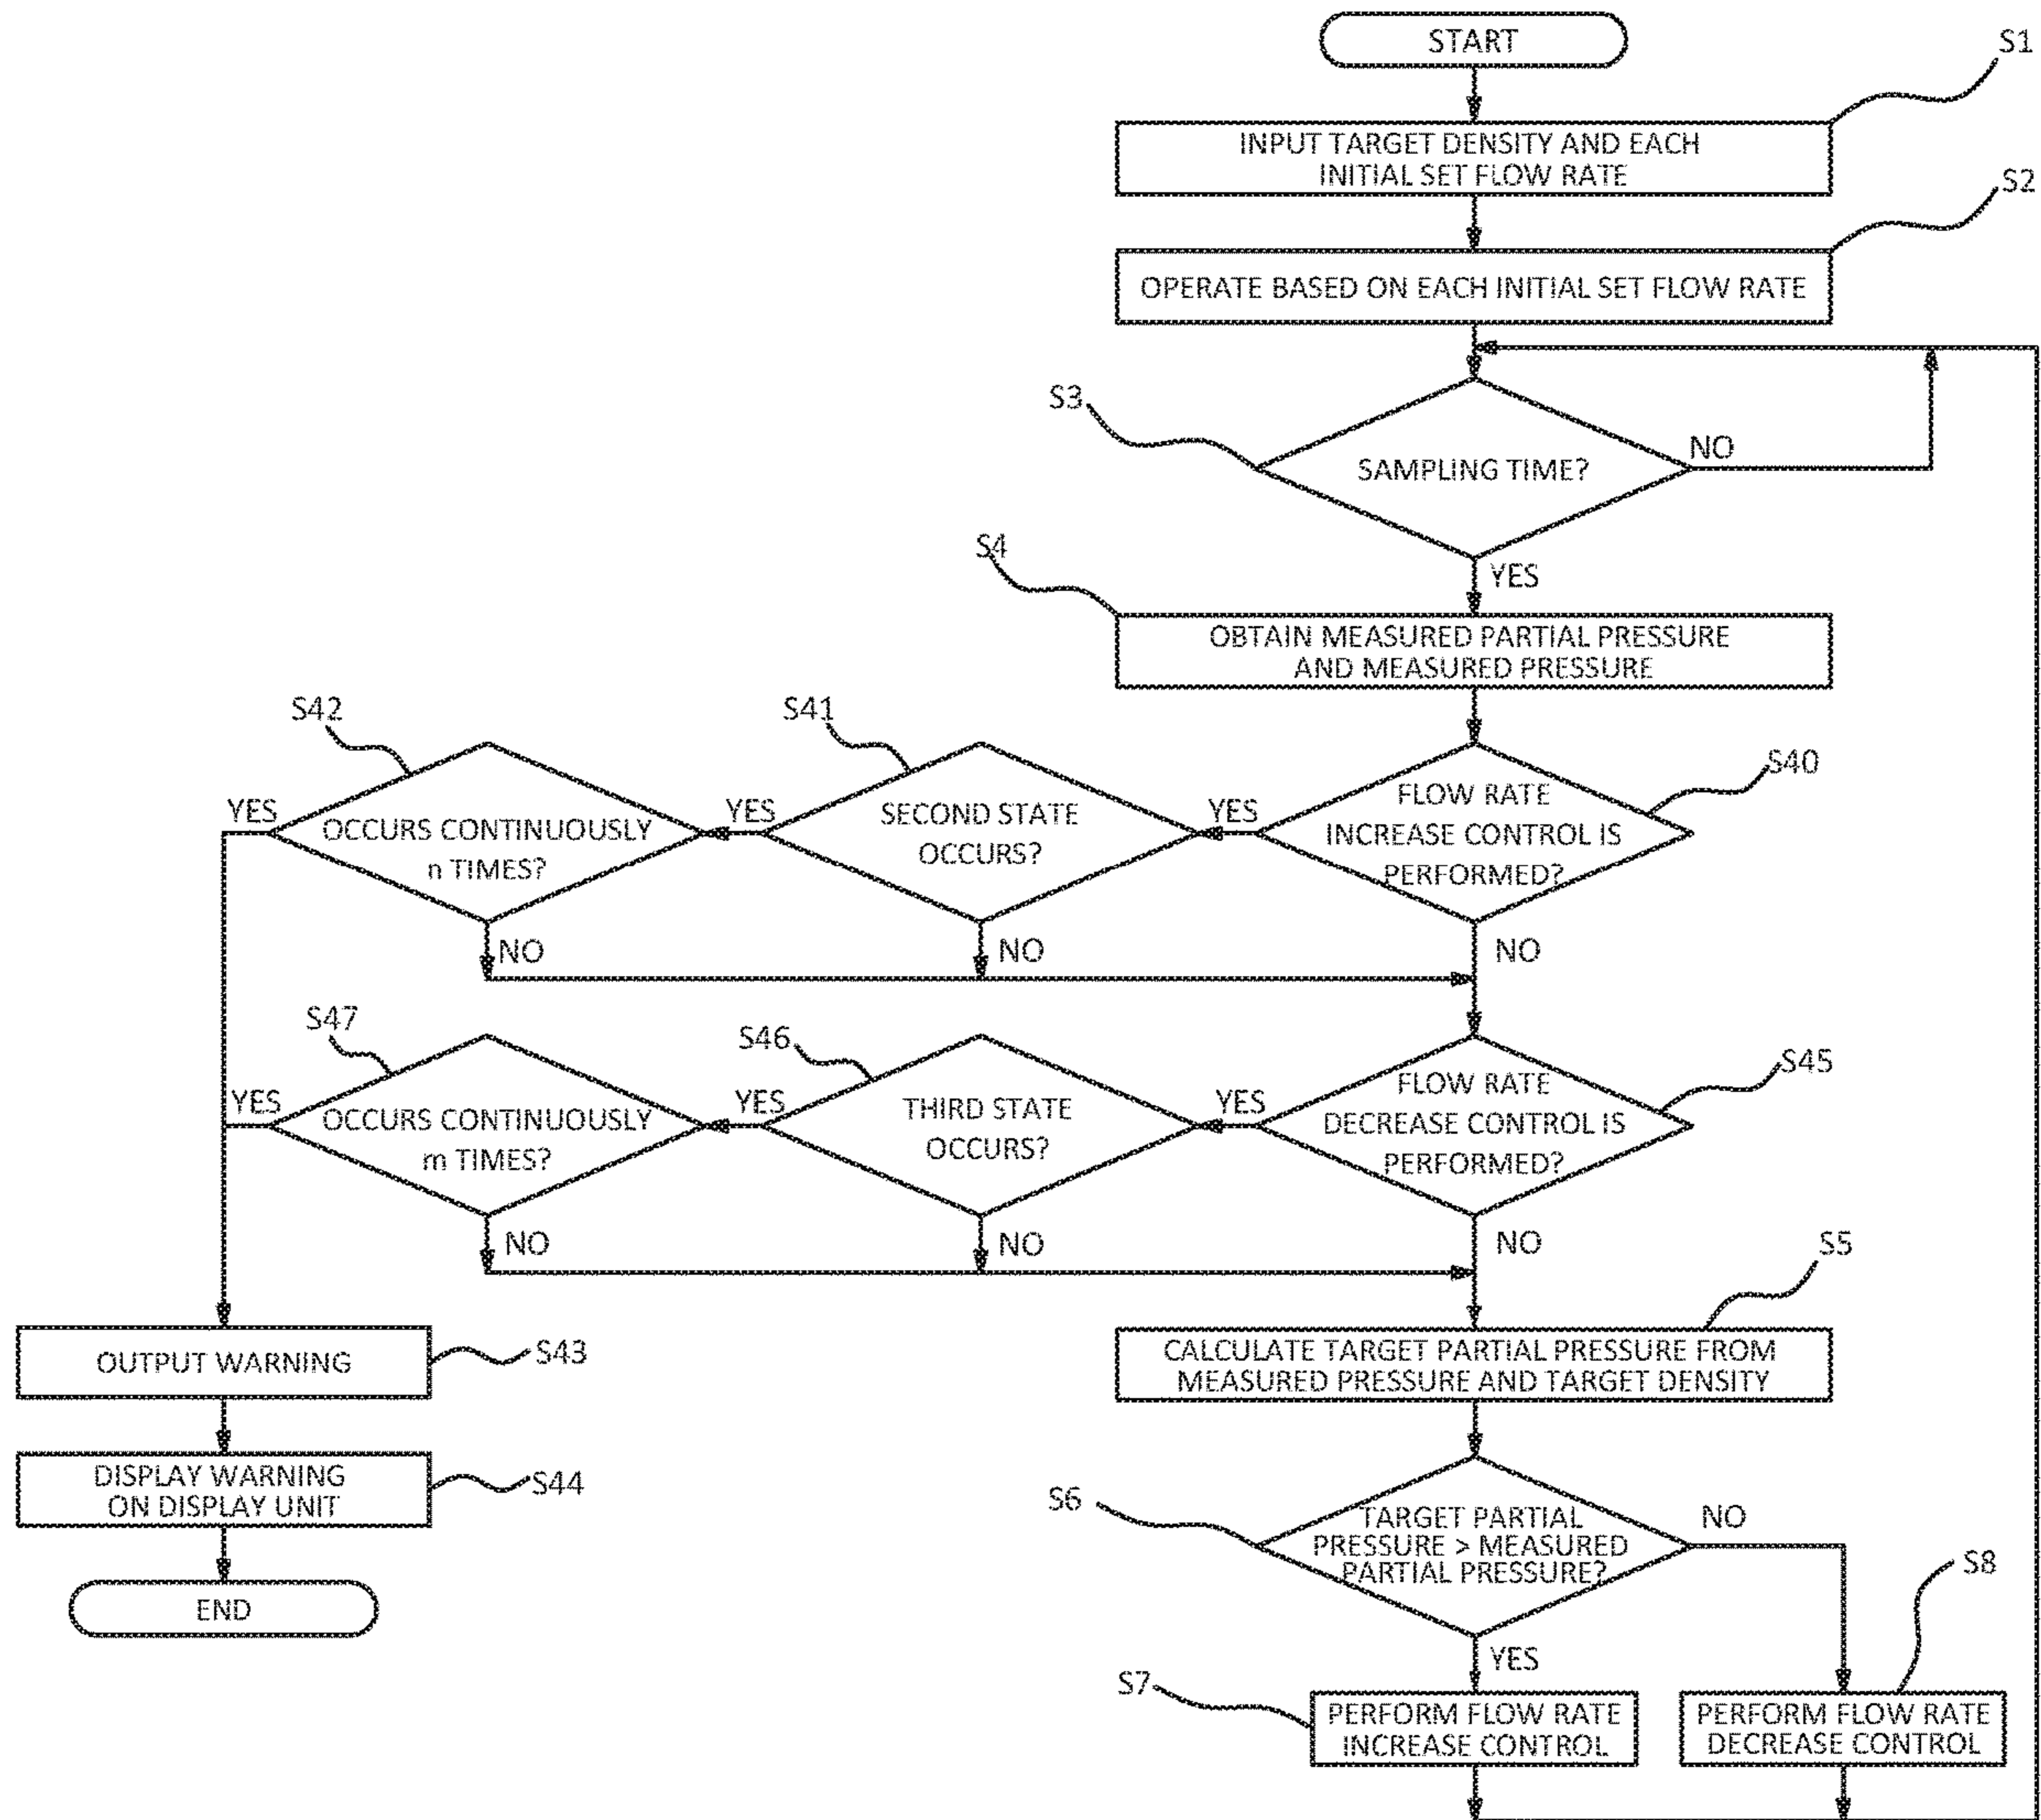 START
S1
INPUT TARGET DENSITY AND EACH
INITIAL SET FLOW RATE
S2
OPERATE BASED ON EACH INITIAL SET FLOW RATE
S3
SAMPLING TIME?
NO
YES
S4
OBTAIN MEASURED PARTIAL PRESSURE
AND MEASURED PRESSURE
S42
S41
S40
YES
OCCURS CONTINUOUSLY
n TIMES?
YES
SECOND STATE
OCCURS?
YES
FLOW RATE
INCREASE CONTROL IS
PERFORMED?
NO
NO
NO
S47
S46
S45
YES
OCCURS CONTINUOUSLY
m TIMES?
YES
THIRD STATE
OCCURS?
YES
FLOW RATE
DECREASE CONTROL IS
PERFORMED?
NO
NO
NO
S5
OUTPUT WARNING
S43
CALCULATE TARGET PARTIAL PRESSURE FROM
MEASURED PRESSURE AND TARGET DENSITY
DISPLAY WARNING
ON DISPLAY UNIT
S44
S6
TARGET PARTIAL
PRESSURE > MEASURED
PARTIAL PRESSURE?
NO
S8
END
YES
S7
PERFORM FLOW RATE
INCREASE CONTROL
PERFORM FLOW RATE
DECREASE CONTROL